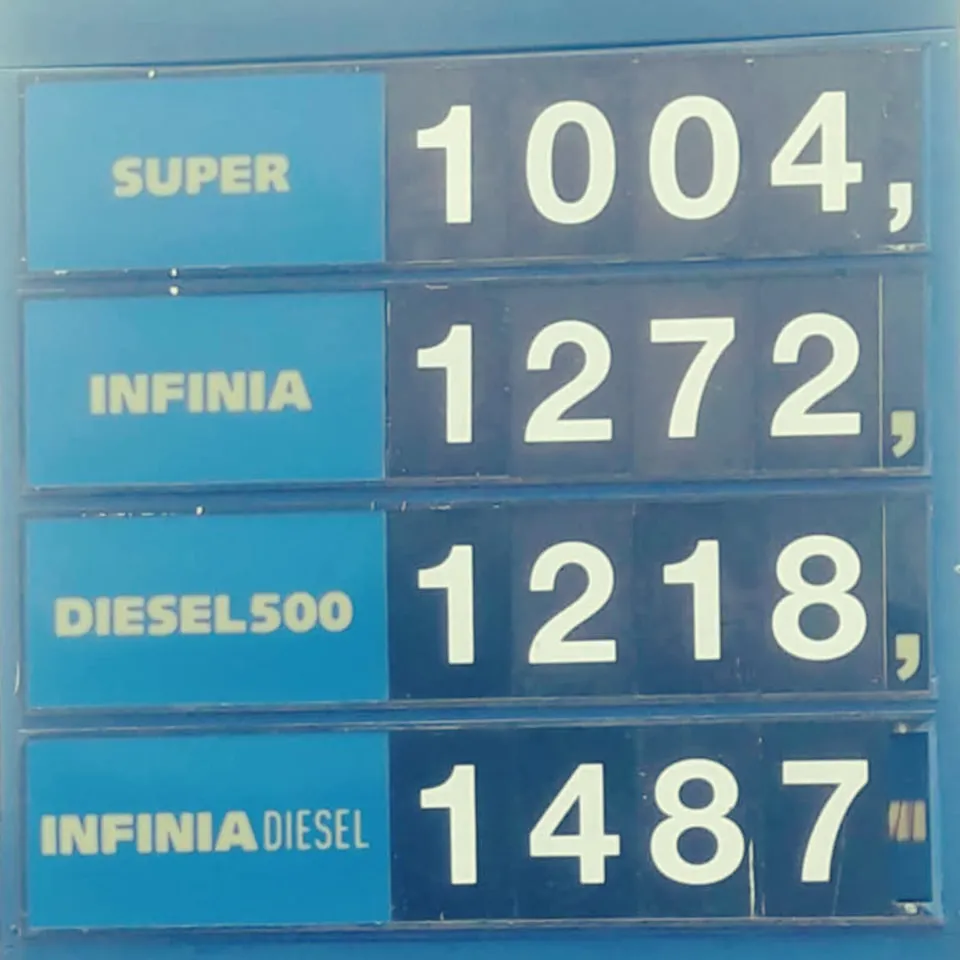 SUPER 1004,
INFINIA 1272,
DIESEL500 1218,
INFINIA DIESEL 1487